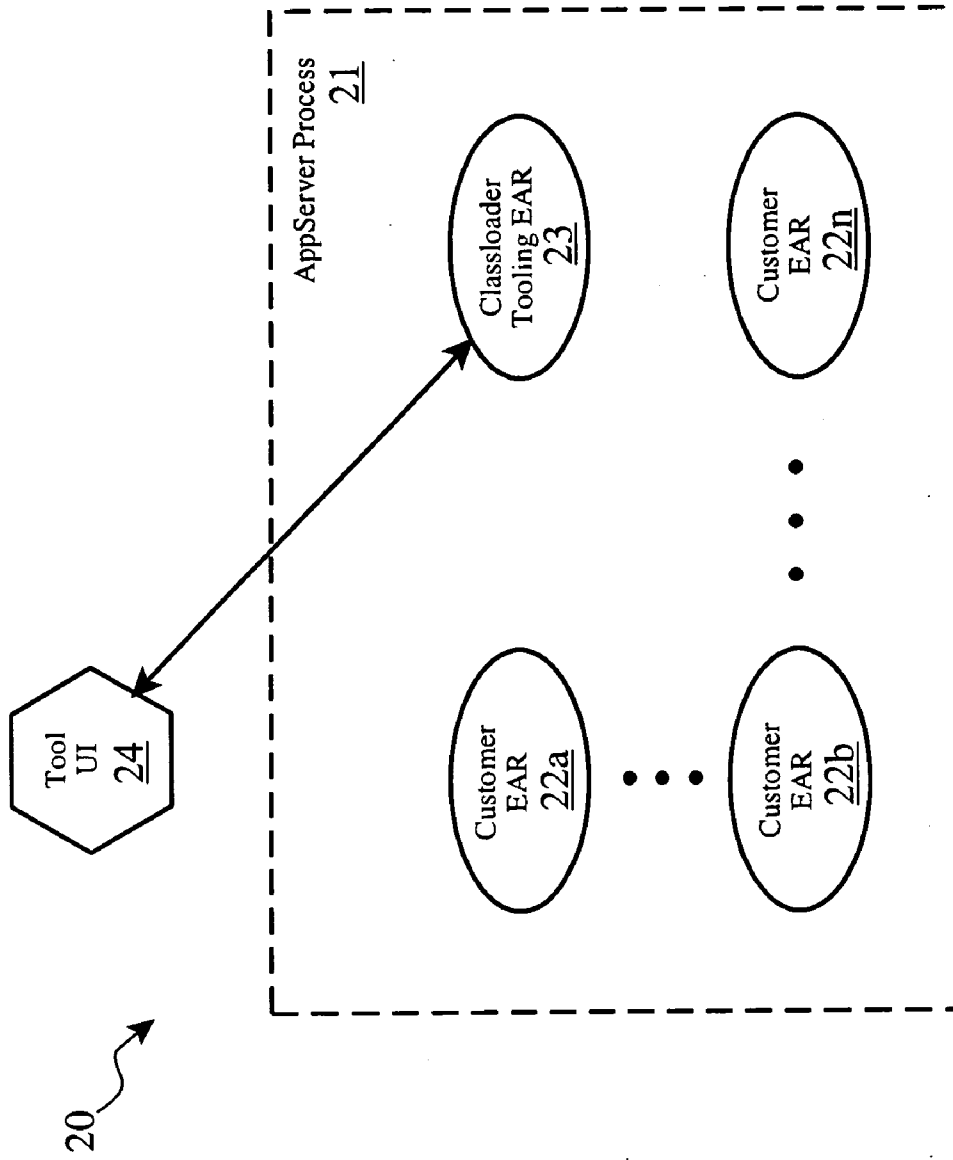 20
Tool
UI
24
AppServer Process
21
Customer
EAR
22a
Classloader
Tooling EAR
23
Customer
EAR
22b
Customer
EAR
22n